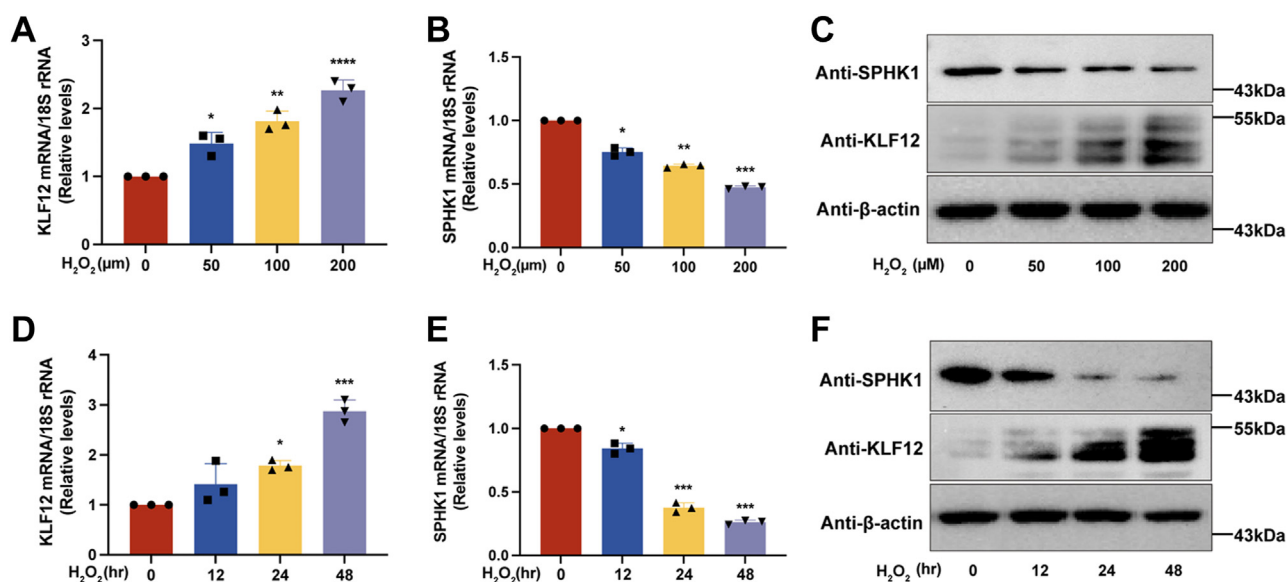 A
KLF12 mRNA/18S rRNA
(Relative levels)
3
2
1
0
*
**
****
H₂O₂(μm) 0 50 100 200
B
SPHK1 mRNA/18S rRNA
(Relative levels)
1.5
1.0
0.5
0.0
*
**
***
H₂O₂(μm) 0 50 100 200
C
Anti-SPHK1
43kDa
55kDa
Anti-KLF12
Anti-β-actin
43kDa
H₂O₂ (μM) 0 50 100 200
D
KLF12 mRNA/18S rRNA
(Relative levels)
4
3
2
1
0
*
***
H₂O₂(hr) 0 12 24 48
E
SPHK1 mRNA/18S rRNA
(Relative levels)
1.5
1.0
0.5
0.0
*
***
***
H₂O₂(hr) 0 12 24 48
F
Anti-SPHK1
43kDa
55kDa
Anti-KLF12
Anti-β-actin
43kDa
H₂O₂ (hr) 0 12 24 48